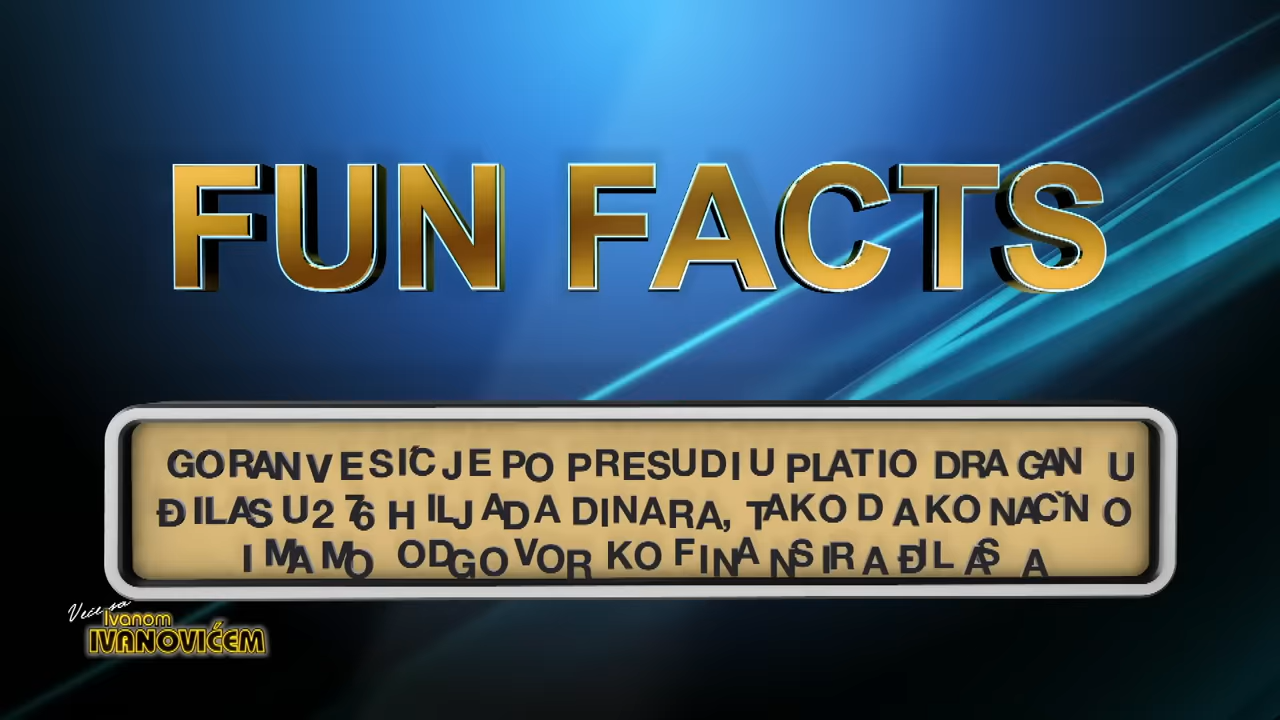 FUN FACTS
GORAN VESIĆ JE PO PRESUDI UPLATIO DRAGANU
ĐILASU 276 HILJADA DINARA, TAKO DA KONAČNO
IMAMO ODGOVOR KO FINANSIRA ĐILASA
Veče sa
Ivanom
IVANOVIĆEM